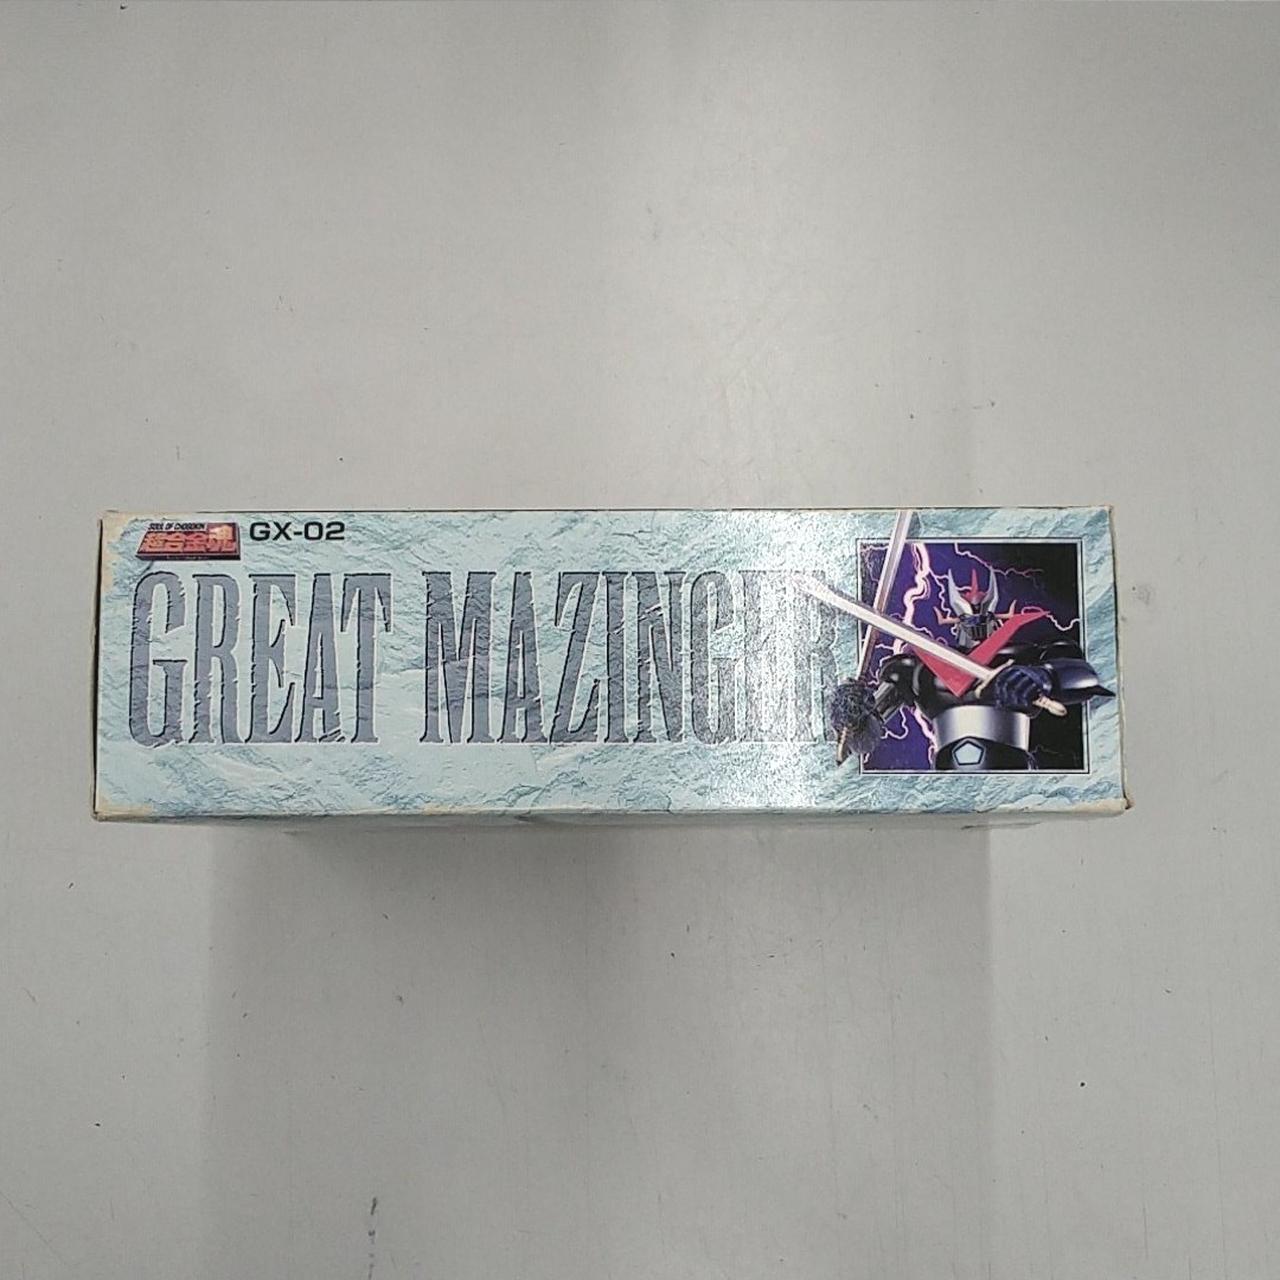 SOUL OF CHOGOKIN
超合金魂
GX-02
GREAT MAZINGER